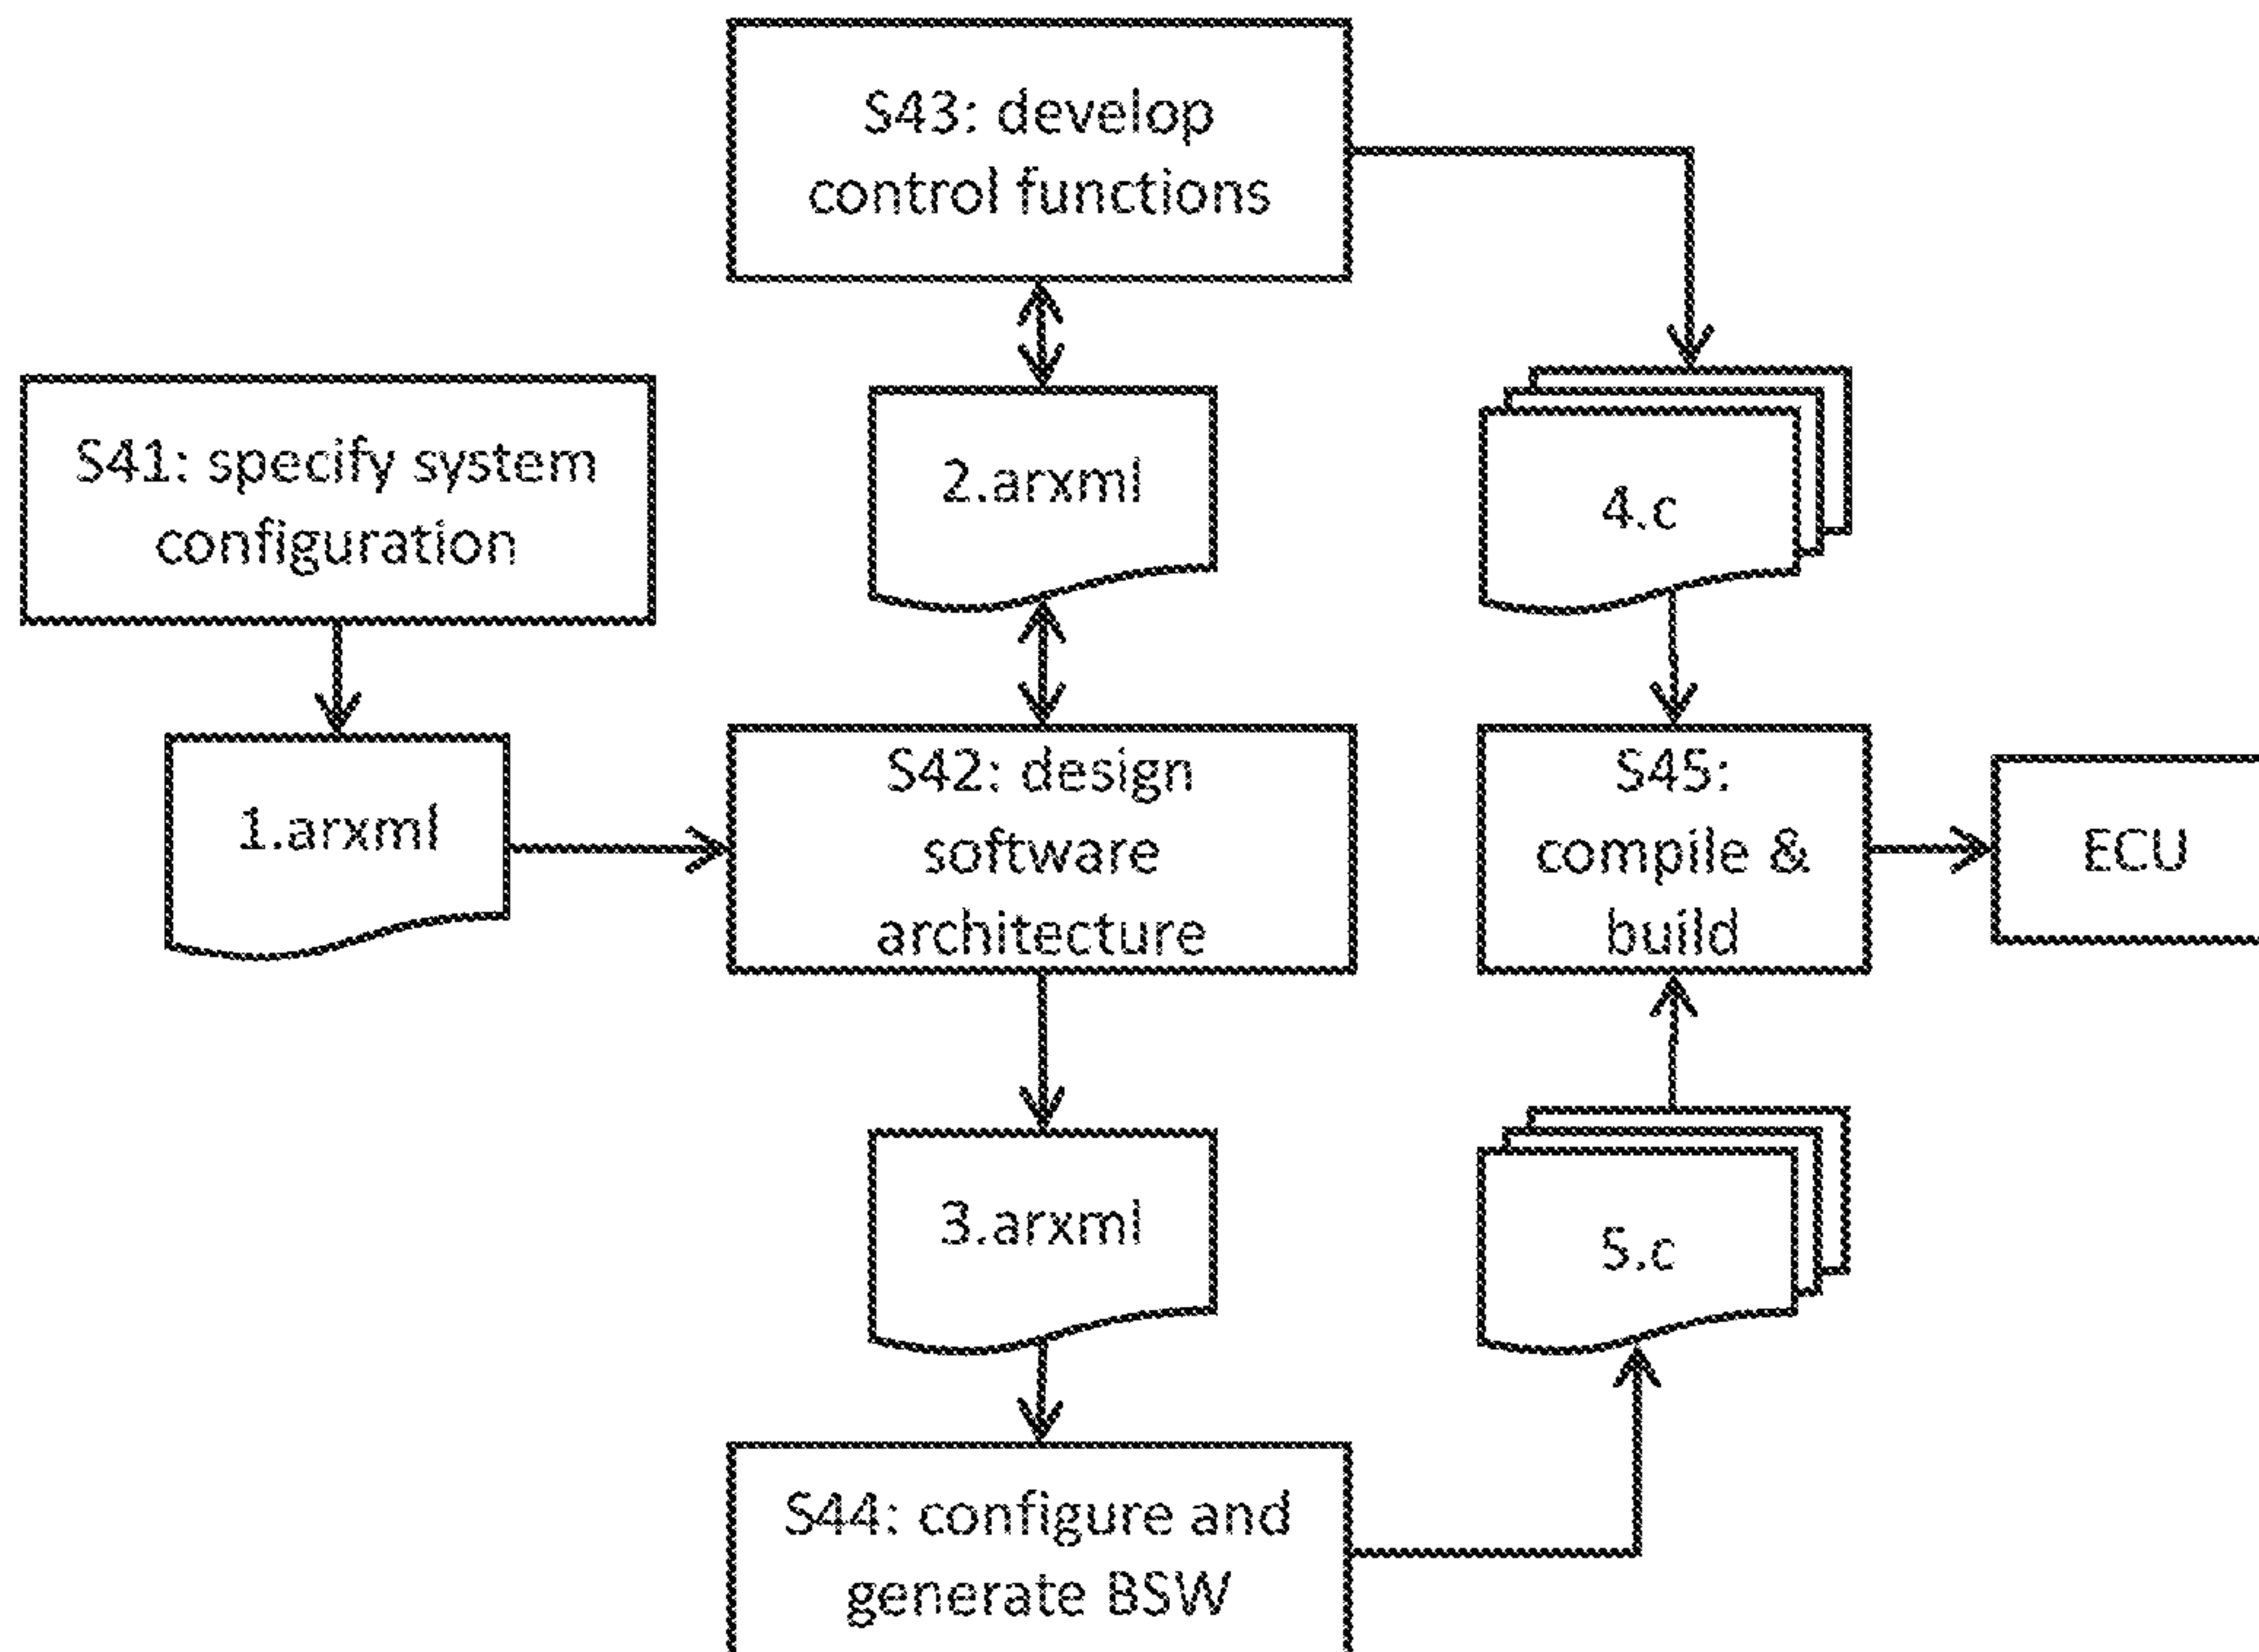 S43: develop
control functions
S41: specify system
configuration
2.arxml
4.c
1.arxml
S42: design
software
architecture
S45:
compile &
build
ECU
3.arxml
5.c
S44: configure and
generate BSW